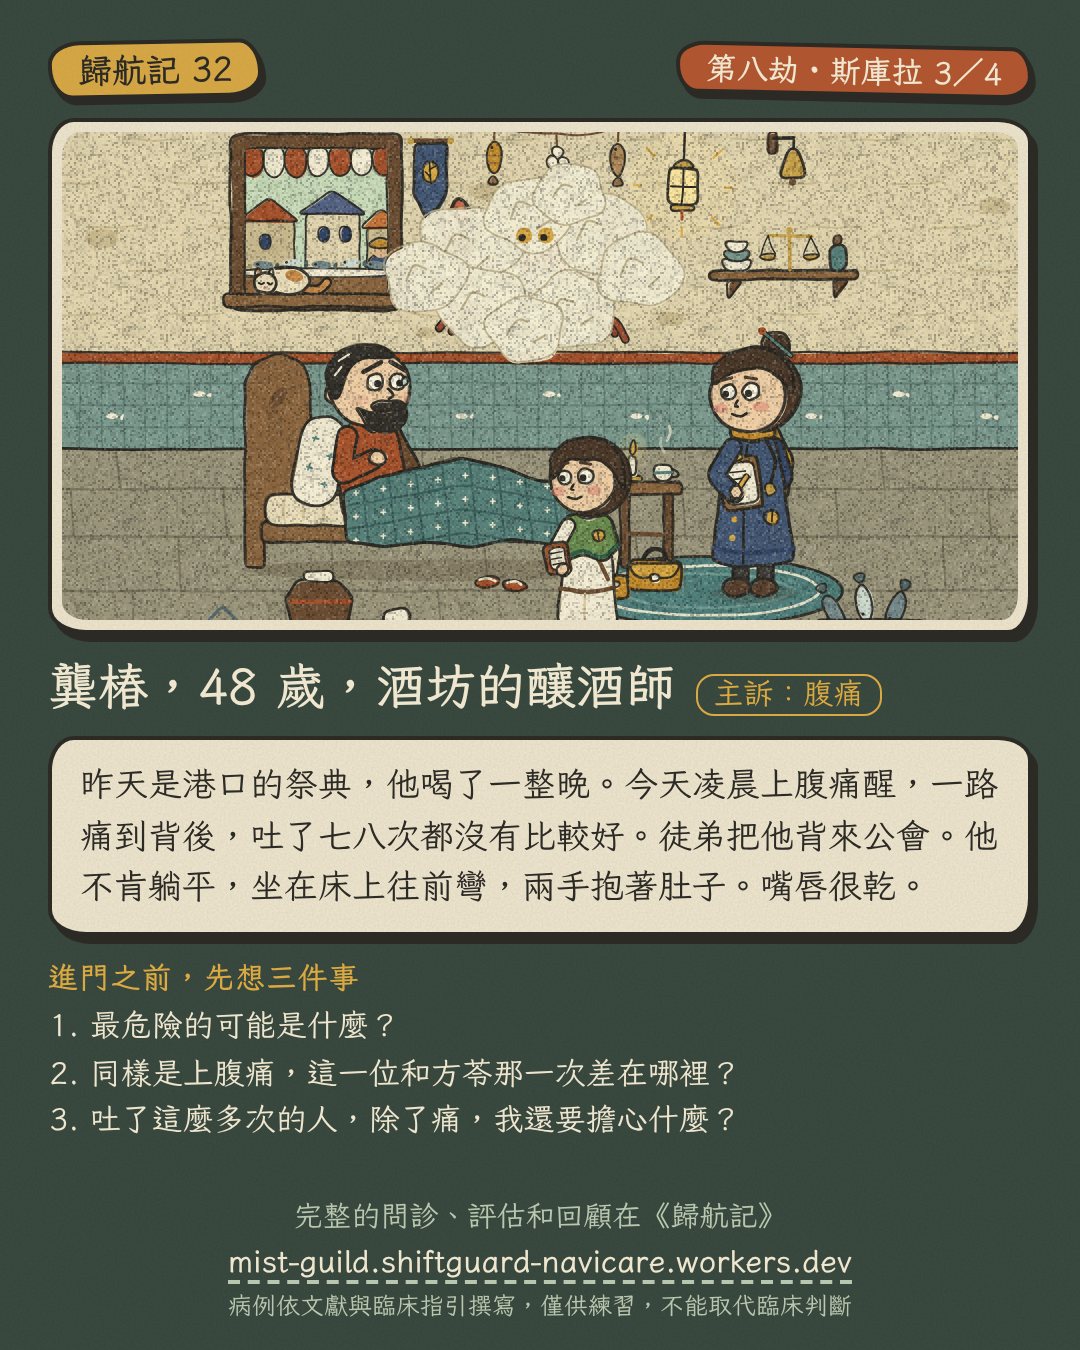 歸航記 32
第八劫・斯庫拉 3／4
龔椿，48 歲，酒坊的釀酒師
主訴：腹痛
昨天是港口的祭典，他喝了一整晚。今天凌晨上腹痛醒，一路
痛到背後，吐了七八次都沒有比較好。徒弟把他背來公會。他
不肯躺平，坐在床上往前彎，兩手抱著肚子。嘴唇很乾。
進門之前，先想三件事
1. 最危險的可能是什麼？
2. 同樣是上腹痛，這一位和方苓那一次差在哪裡？
3. 吐了這麼多次的人，除了痛，我還要擔心什麼？
完整的問診、評估和回顧在《歸航記》
mist-guild.shiftguard-navicare.workers.dev
病例依文獻與臨床指引撰寫，僅供練習，不能取代臨床判斷